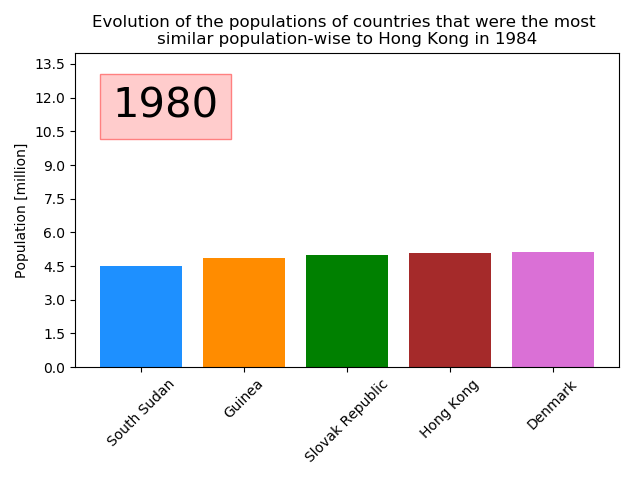 Evolution of the populations of countries that were the most
similar population-wise to Hong Kong in 1984
1980
Population [million]
13.5
12.0
10.5
9.0
7.5
6.0
4.5
3.0
1.5
0.0
South Sudan
Guinea
Slovak Republic
Hong Kong
Denmark